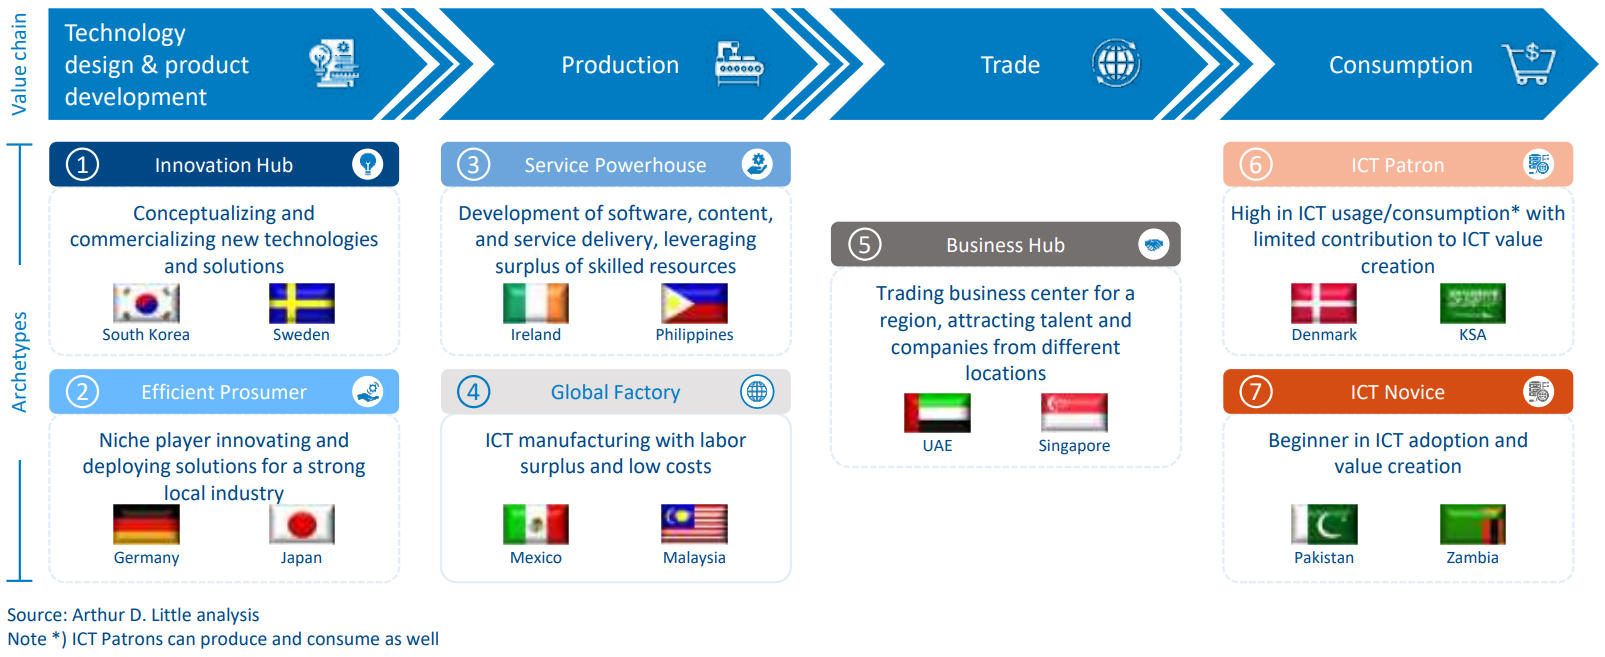 Value chain
Technology
design & product
development
Production
Trade
Consumption
$
Archetypes
1
Innovation Hub
Conceptualizing and
commercializing new technologies
and solutions
South Korea
Sweden
2
Efficient Prosumer
Niche player innovating and
deploying solutions for a strong
local industry
Germany
Japan
3
Service Powerhouse
Development of software, content,
and service delivery, leveraging
surplus of skilled resources
Ireland
Philippines
4
Global Factory
ICT manufacturing with labor
surplus and low costs
Mexico
Malaysia
5
Business Hub
Trading business center for a
region, attracting talent and
companies from different
locations
UAE
Singapore
6
ICT Patron
High in ICT usage/consumption* with
limited contribution to ICT value
creation
Denmark
KSA
7
ICT Novice
Beginner in ICT adoption and
value creation
Pakistan
Zambia
Source: Arthur D. Little analysis
Note *) ICT Patrons can produce and consume as well